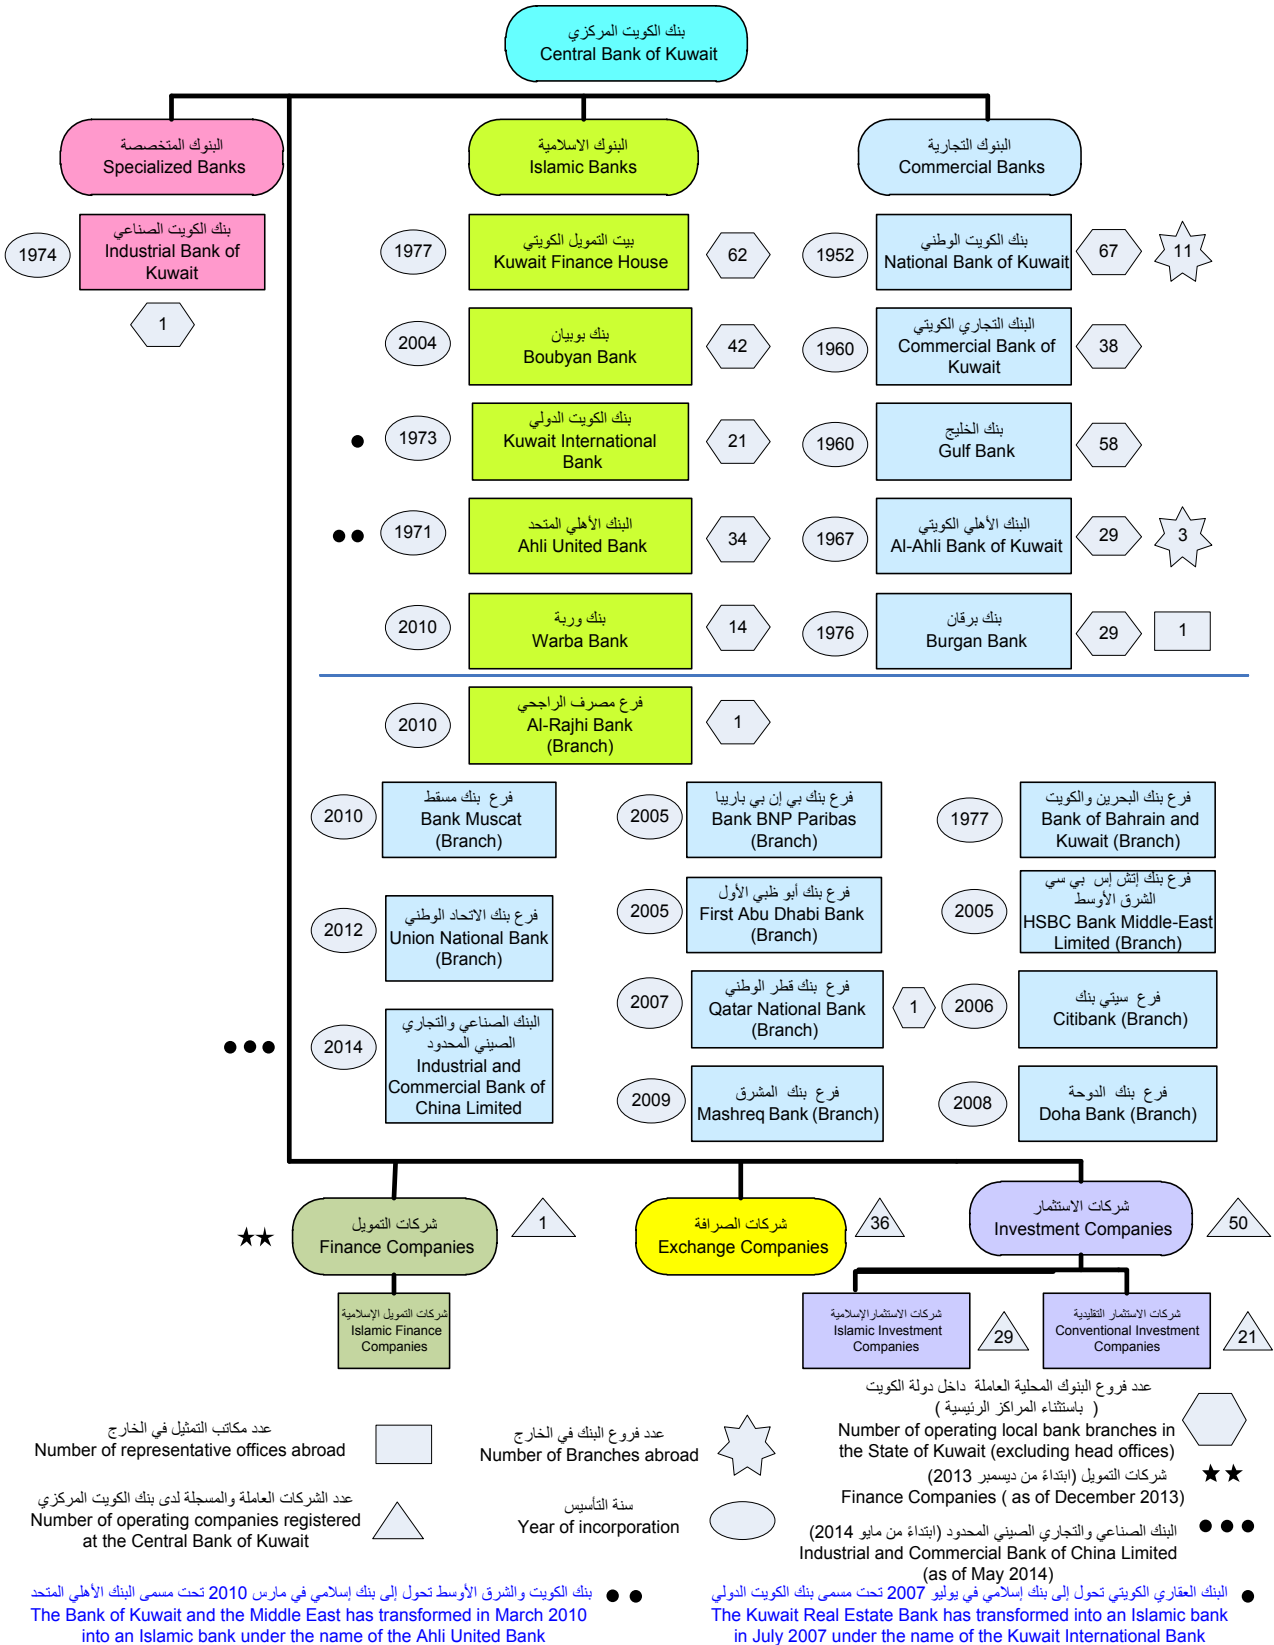 بنك الكويت المركزي
Central Bank of Kuwait
البنوك المتخصصة
Specialized Banks
البنوك الاسلامية
Islamic Banks
البنوك التجارية
Commercial Banks
1974
بنك الكويت الصناعي
Industrial Bank of
Kuwait
1
1977
بيت التمويل الكويتي
Kuwait Finance House
62
1952
بنك الكويت الوطني
National Bank of Kuwait
67
11
2004
بنك بوبيان
Boubyan Bank
42
1960
البنك التجاري الكويتي
Commercial Bank of
Kuwait
38
1973
بنك الكويت الدولي
Kuwait International
Bank
21
1960
بنك الخليج
Gulf Bank
58
1971
البنك الأهلي المتحد
Ahli United Bank
34
1967
البنك الأهلي الكويتي
Al-Ahli Bank of Kuwait
29
3
2010
بنك وربة
Warba Bank
14
1976
بنك برقان
Burgan Bank
29
1
2010
فرع مصرف الراجحي
Al-Rajhi Bank
(Branch)
1
2010
فرع بنك مسقط
Bank Muscat
(Branch)
2005
فرع بنك بي إن بي باريبا
Bank BNP Paribas
(Branch)
1977
فرع بنك البحرين والكويت
Bank of Bahrain and
Kuwait (Branch)
2012
فرع بنك الاتحاد الوطني
Union National Bank
(Branch)
2005
فرع بنك أبو ظبي الأول
First Abu Dhabi Bank
(Branch)
2005
فرع بنك إتش إس بي سي
الشرق الأوسط
HSBC Bank Middle-East
Limited (Branch)
2007
فرع بنك قطر الوطني
Qatar National Bank
(Branch)
1
2006
فرع سيتي بنك
Citibank (Branch)
2014
البنك الصناعي والتجاري
الصيني المحدود
Industrial and
Commercial Bank of
China Limited
2009
فرع بنك المشرق
Mashreq Bank (Branch)
2008
فرع بنك الدوحة
Doha Bank (Branch)
شركات التمويل
Finance Companies
1
شركات الصرافة
Exchange Companies
36
شركات الاستثمار
Investment Companies
50
شركات التمويل الإسلامية
Islamic Finance
Companies
شركات الاستثمار الإسلامية
Islamic Investment
Companies
29
شركات الاستثمار التقليدية
Conventional Investment
Companies
21
عدد مكاتب التمثيل في الخارج
Number of representative offices abroad
عدد فروع البنك في الخارج
Number of Branches abroad
عدد فروع البنوك المحلية العاملة داخل دولة الكويت
( باستثناء المراكز الرئيسية )
Number of operating local bank branches in
the State of Kuwait (excluding head offices)
شركات التمويل (ابتداءً من ديسمبر 2013)
Finance Companies ( as of December 2013)
عدد الشركات العاملة والمسجلة لدى بنك الكويت المركزي
Number of operating companies registered
at the Central Bank of Kuwait
سنة التأسيس
Year of incorporation
البنك الصناعي والتجاري الصيني المحدود (ابتداءً من مايو 2014)
Industrial and Commercial Bank of China Limited
(as of May 2014)
بنك الكويت والشرق الأوسط تحول إلى بنك إسلامي في مارس 2010 تحت مسمى البنك الأهلي المتحد
The Bank of Kuwait and the Middle East has transformed in March 2010
into an Islamic bank under the name of the Ahli United Bank
البنك العقاري الكويتي تحول إلى بنك إسلامي في يوليو 2007 تحت مسمى بنك الكويت الدولي
The Kuwait Real Estate Bank has transformed into an Islamic bank
in July 2007 under the name of the Kuwait International Bank